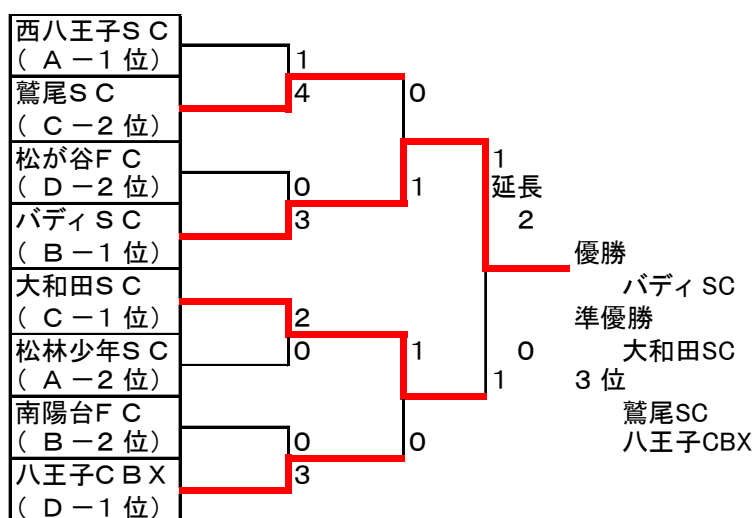 西八王子ＳＣ
（Ａ－１位）
鷲尾ＳＣ
（Ｃ－２位）
松が谷ＦＣ
（Ｄ－２位）
バディＳＣ
（Ｂ－１位）
大和田ＳＣ
（Ｃ－１位）
松林少年ＳＣ
（Ａ－２位）
南陽台ＦＣ
（Ｂ－２位）
八王子ＣＢＸ
（Ｄ－１位）
1
4
0
3
2
0
0
3
0
1
1
0
1
延長
2
0
1
優勝
バディSC
準優勝
大和田SC
３位
鷲尾SC
八王子CBX